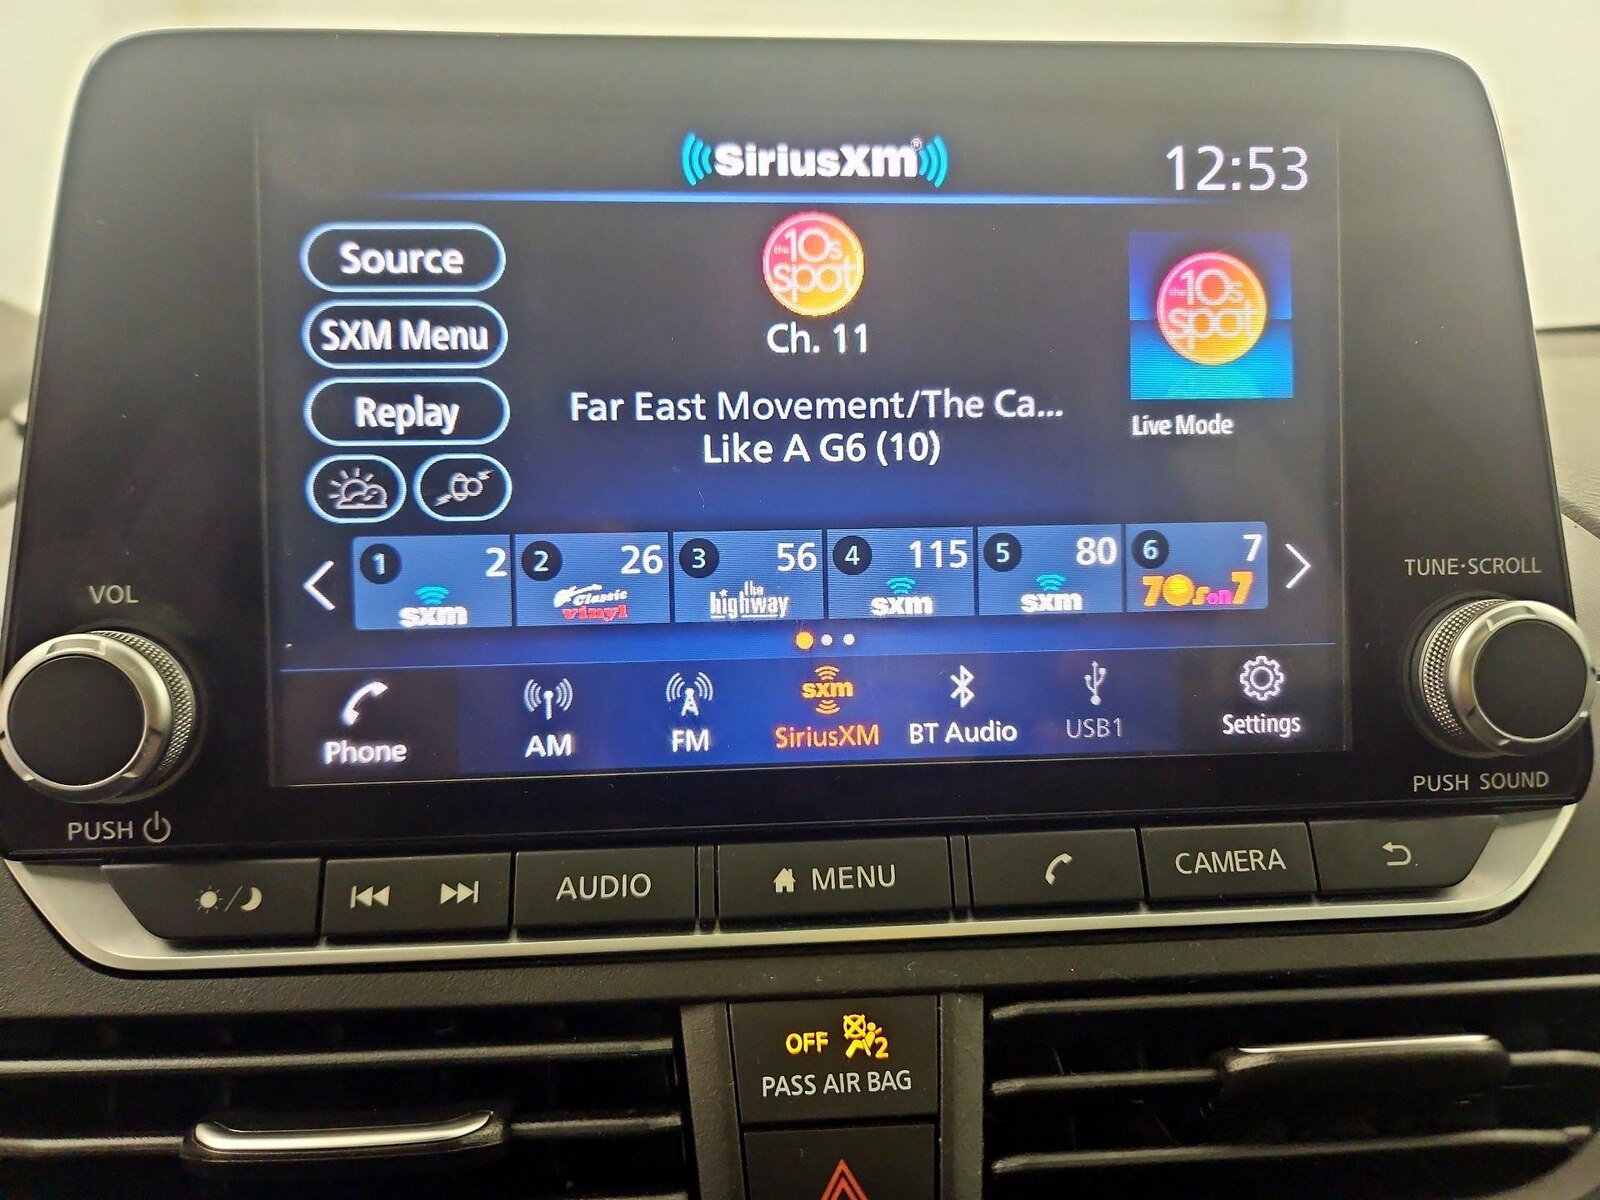 SiriusXM®
12:53
Source
SXM Menu
Replay
the 10s spot
Ch. 11
Far East Movement/The Ca...
Like A G6 (10)
the 10s spot
Live Mode
1 2 sxm
2 26 Classic vinyl
3 56 the highway
4 115 sxm
5 80 sxm
6 7 70s on 7
Phone
AM
FM
sxm
SiriusXM
BT Audio
USB1
Settings
VOL
PUSH
TUNE·SCROLL
PUSH SOUND
AUDIO
MENU
CAMERA
OFF 2
PASS AIR BAG